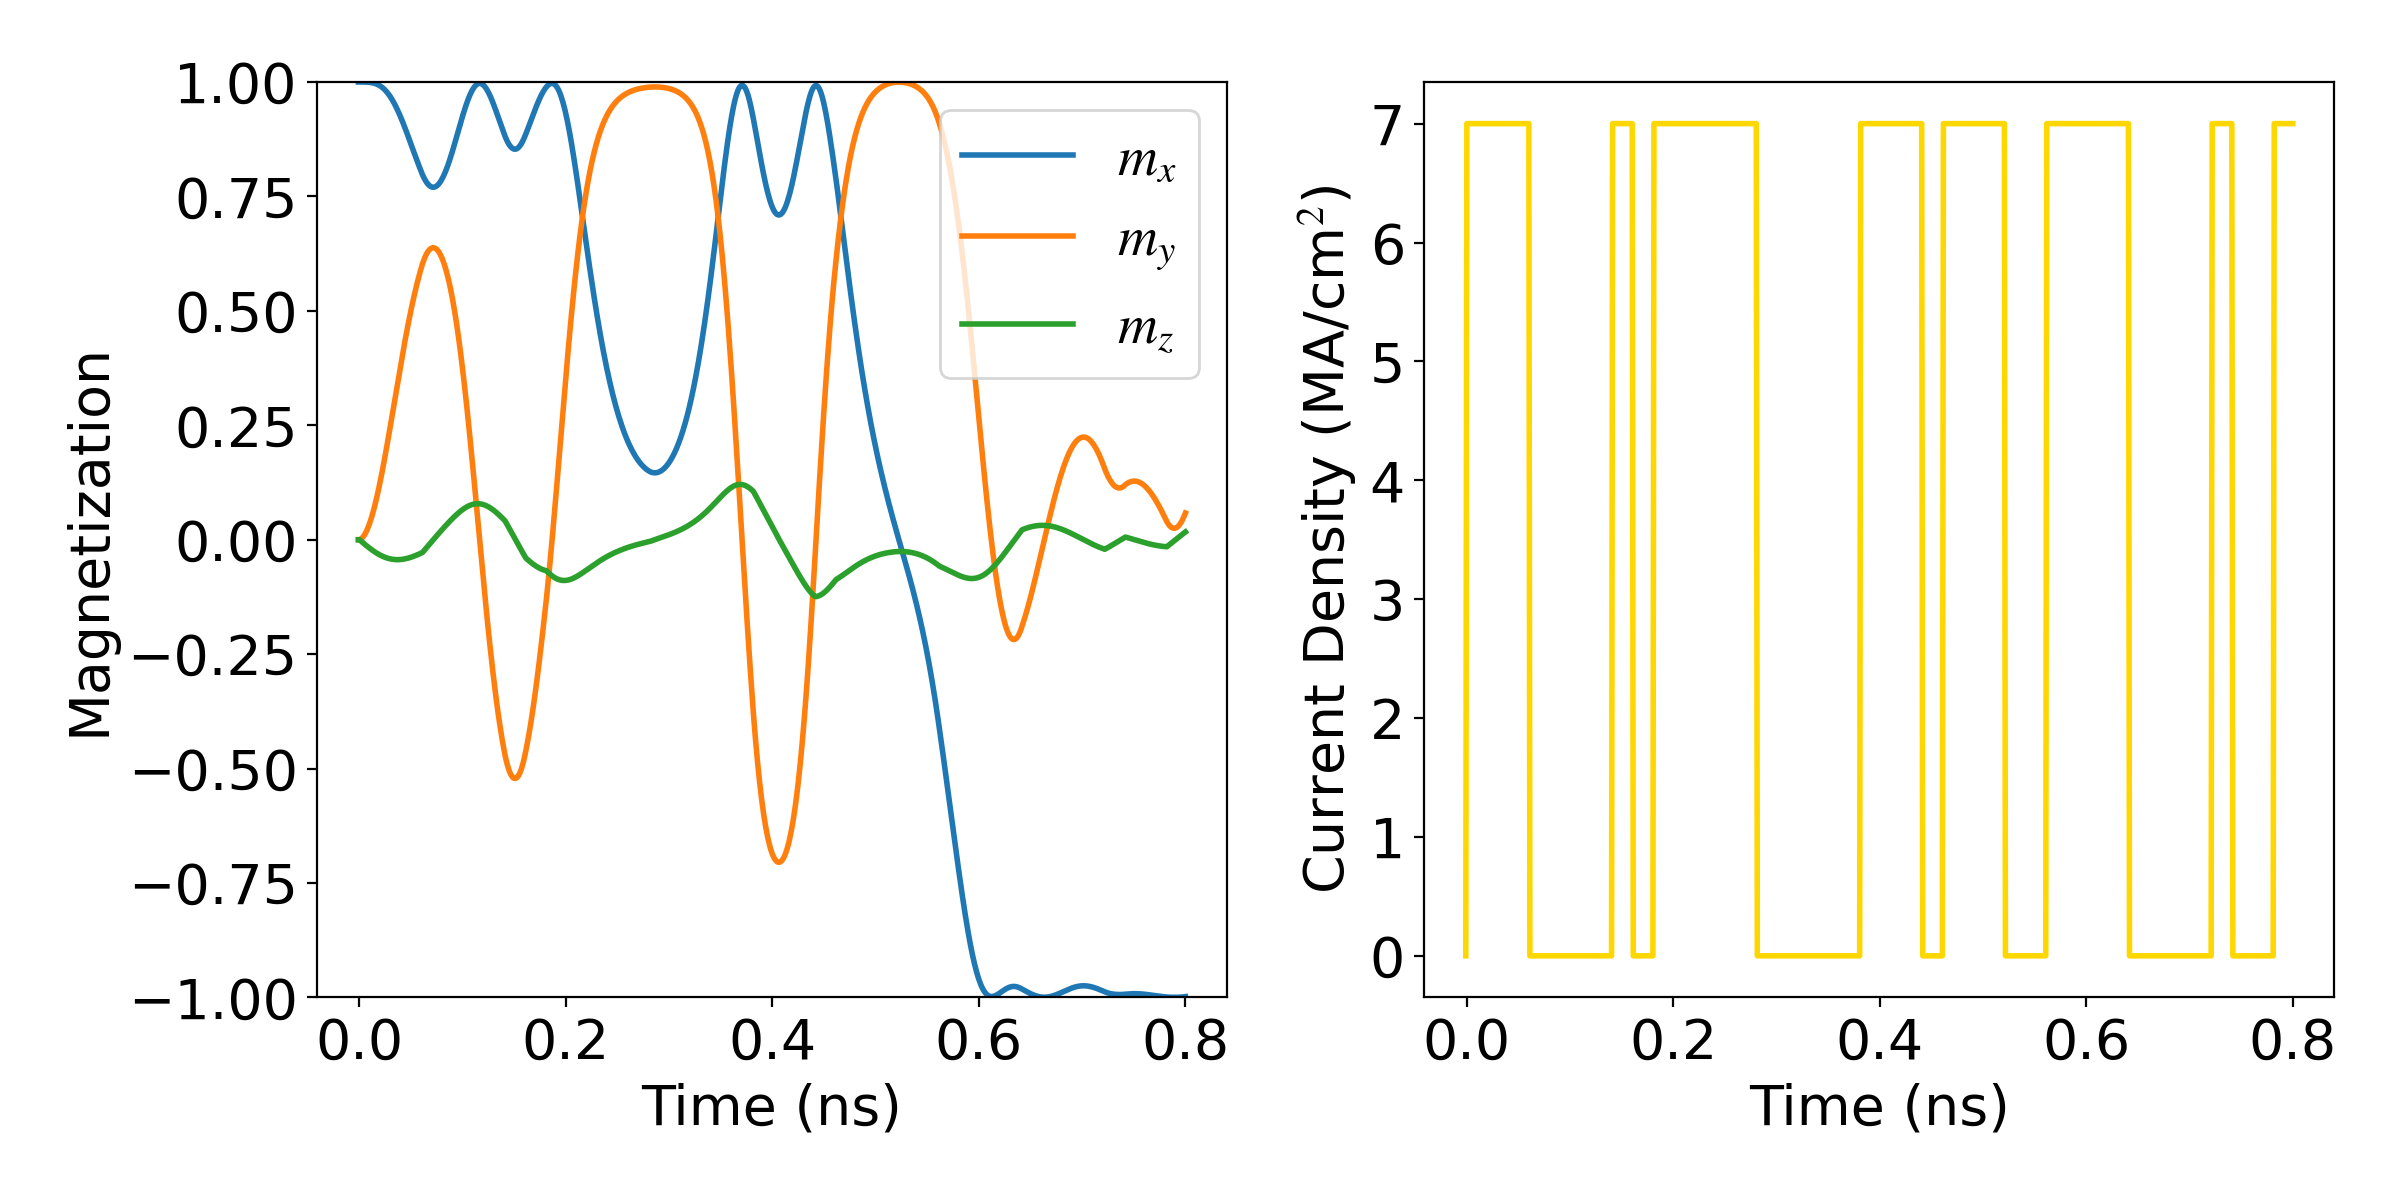 Magnetization
1.00
0.75
0.50
0.25
0.00
−0.25
−0.50
−0.75
−1.00
0.0 0.2 0.4 0.6 0.8
Time (ns)
m_x
m_y
m_z
Current Density (MA/cm²)
7
6
5
4
3
2
1
0
0.0 0.2 0.4 0.6 0.8
Time (ns)